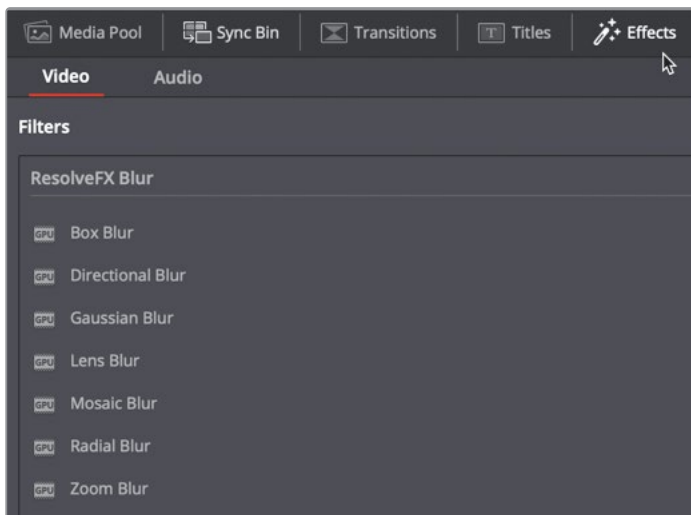 Media Pool Sync Bin Transitions T Titles Effects
Video Audio
Filters
ResolveFX Blur
GPU Box Blur
GPU Directional Blur
GPU Gaussian Blur
GPU Lens Blur
GPU Mosaic Blur
GPU Radial Blur
GPU Zoom Blur